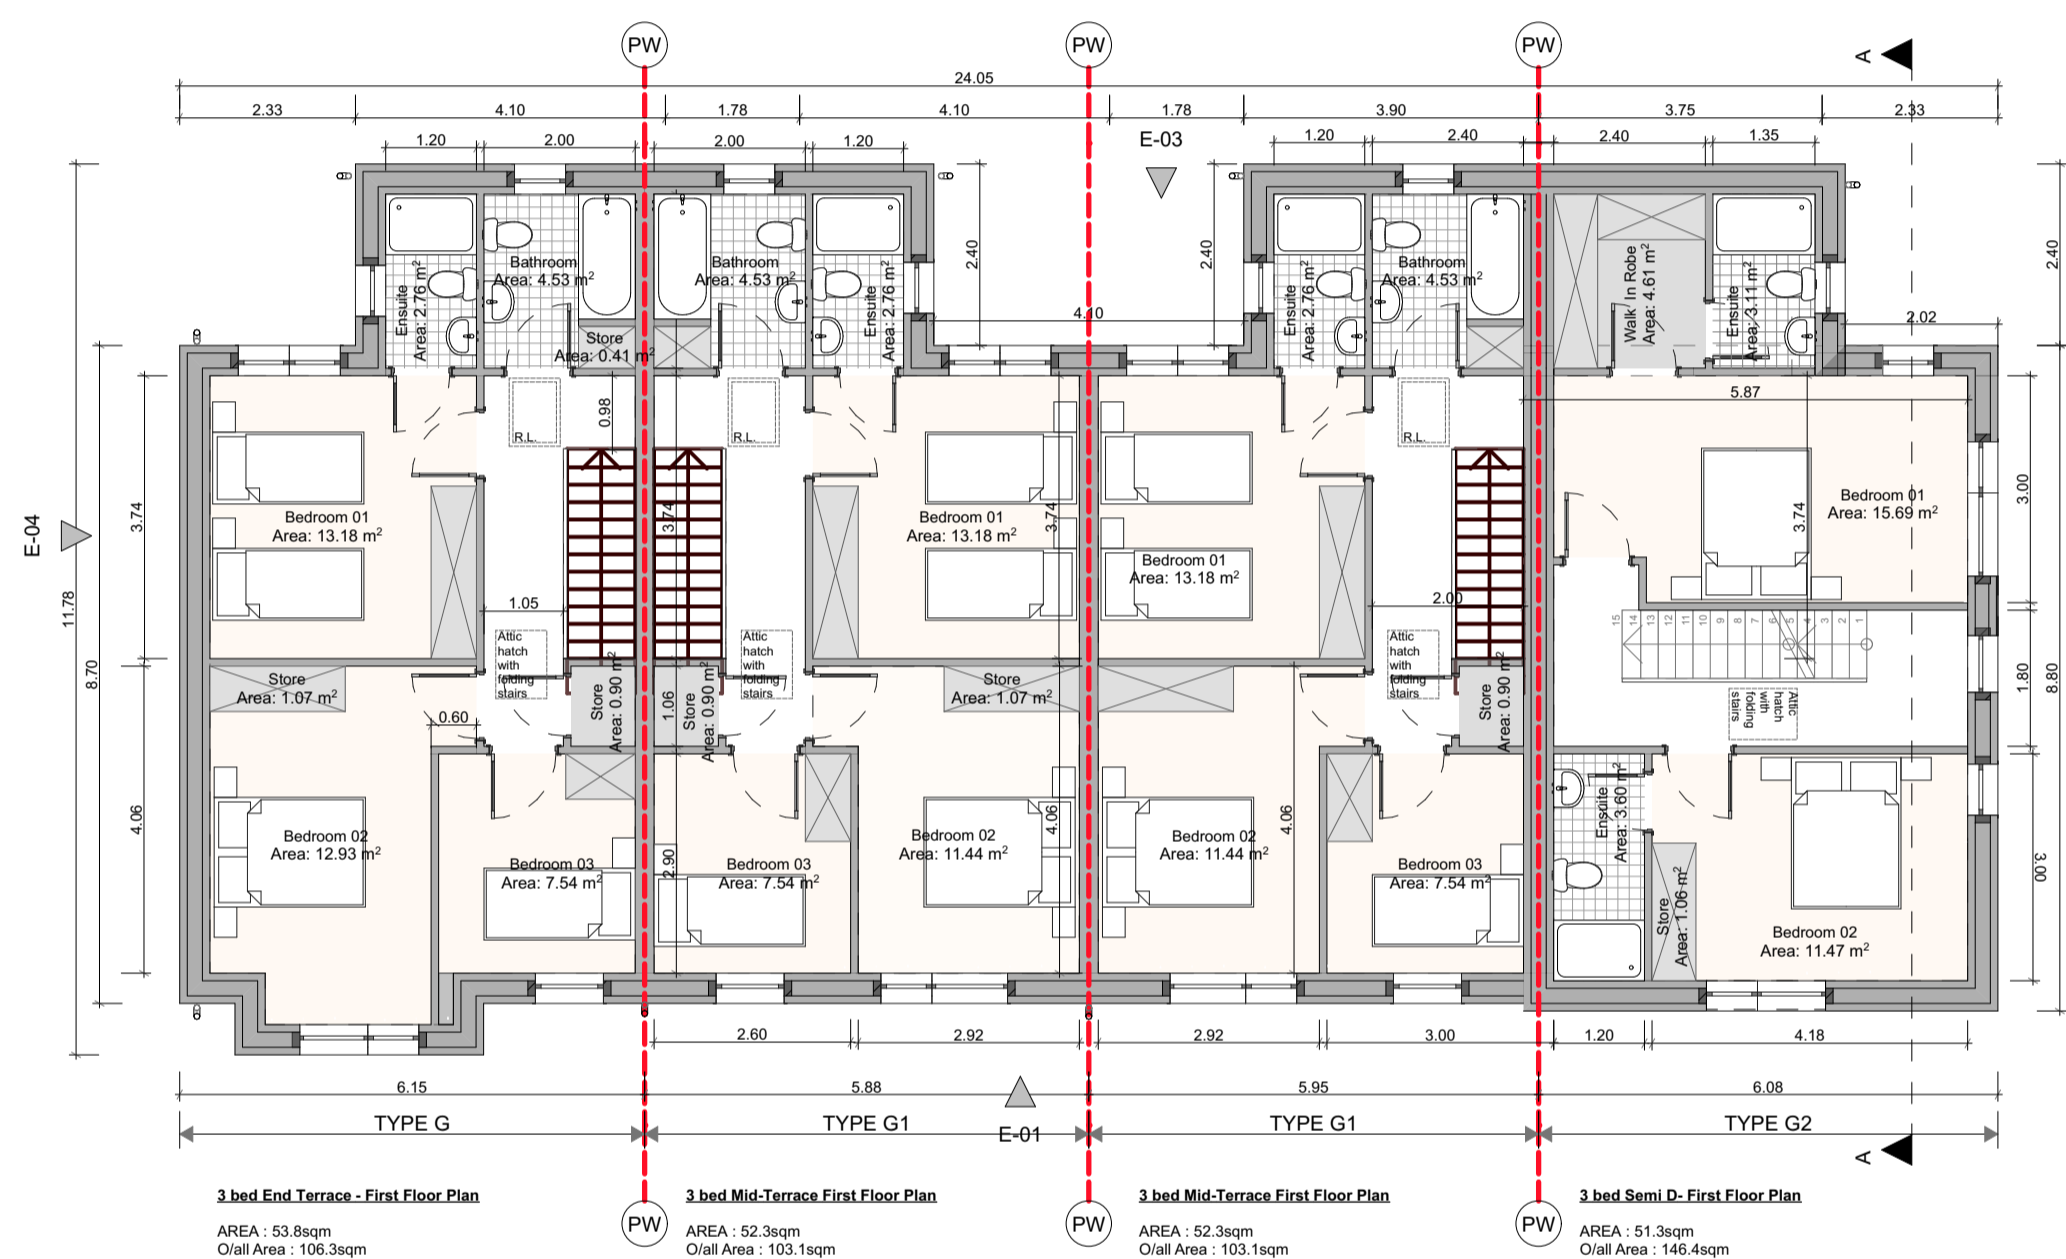 PW
PW
PW
A
24.05
2.33
4.10
1.78
4.10
1.78
3.90
3.75
2.33
E-03
1.20
2.00
2.00
1.20
1.20
2.40
2.40
1.35
2.40
2.40
2.40
Ensuite
Area: 2.76 m²
Bathroom
Area: 4.53 m²
Bathroom
Area: 4.53 m²
Ensuite
Area: 2.76 m²
Ensuite
Area: 2.76 m²
Bathroom
Area: 4.53 m²
Walk In Robe
Area: 4.61 m²
Ensuite
Area: 3.11 m²
4.10
2.02
Store
Area: 0.41 m²
0.98
R.L.
R.L.
R.L.
5.87
E-04
11.78
8.70
3.74
Bedroom 01
Area: 13.18 m²
3.74
Bedroom 01
Area: 13.18 m²
3.74
Bedroom 01
Area: 13.18 m²
3.74
Bedroom 01
Area: 15.69 m²
3.00
1.05
2.00
15
14
13
12
11
10
9
8
7
6
5
4
3
2
1
Attic
hatch
with
folding
stairs
Attic
hatch
with
folding
stairs
Attic
hatch
with
folding
stairs
Attic
hatch
with
folding
stairs
1.80
8.80
Store
Area: 1.07 m²
Store
Area: 0.90 m²
1.06
Store
Area: 0.90 m²
Store
Area: 1.07 m²
Store
Area: 0.90 m²
0.60
4.06
Bedroom 02
Area: 12.93 m²
Bedroom 03
Area: 7.54 m²
2.90
Bedroom 03
Area: 7.54 m²
Bedroom 02
Area: 11.44 m²
4.06
Bedroom 02
Area: 11.44 m²
4.06
Bedroom 03
Area: 7.54 m²
Ensuite
Area: 3.60 m²
Store
Area: 1.06 m²
Bedroom 02
Area: 11.47 m²
3.00
2.60
2.92
2.92
3.00
1.20
4.18
6.15
5.88
5.95
6.08
TYPE G
TYPE G1
E-01
TYPE G1
TYPE G2
A
3 bed End Terrace - First Floor Plan
AREA : 53.8sqm
O/all Area : 106.3sqm
PW
3 bed Mid-Terrace First Floor Plan
AREA : 52.3sqm
O/all Area : 103.1sqm
PW
3 bed Mid-Terrace First Floor Plan
AREA : 52.3sqm
O/all Area : 103.1sqm
PW
3 bed Semi D- First Floor Plan
AREA : 51.3sqm
O/all Area : 146.4sqm